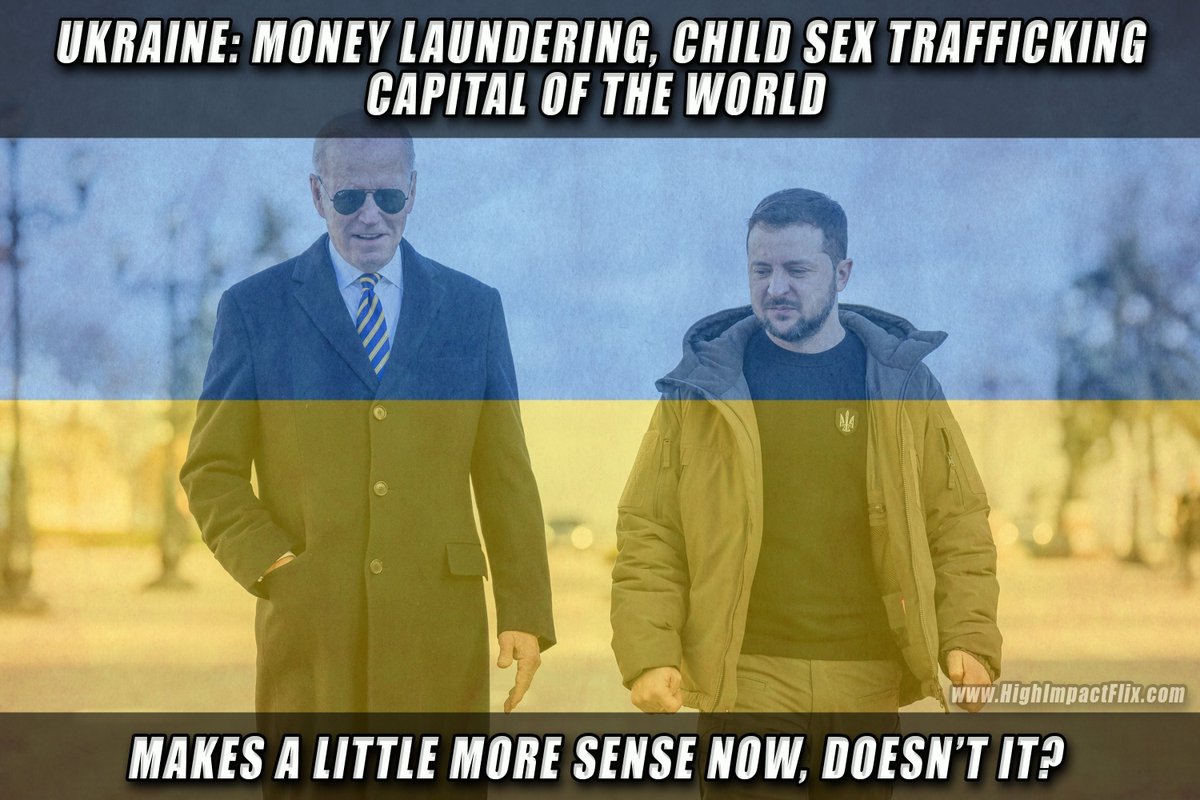 UKRAINE: MONEY LAUNDERING, CHILD SEX TRAFFICKING
CAPITAL OF THE WORLD
www.HighImpactFlix.com
MAKES A LITTLE MORE SENSE NOW, DOESN'T IT?